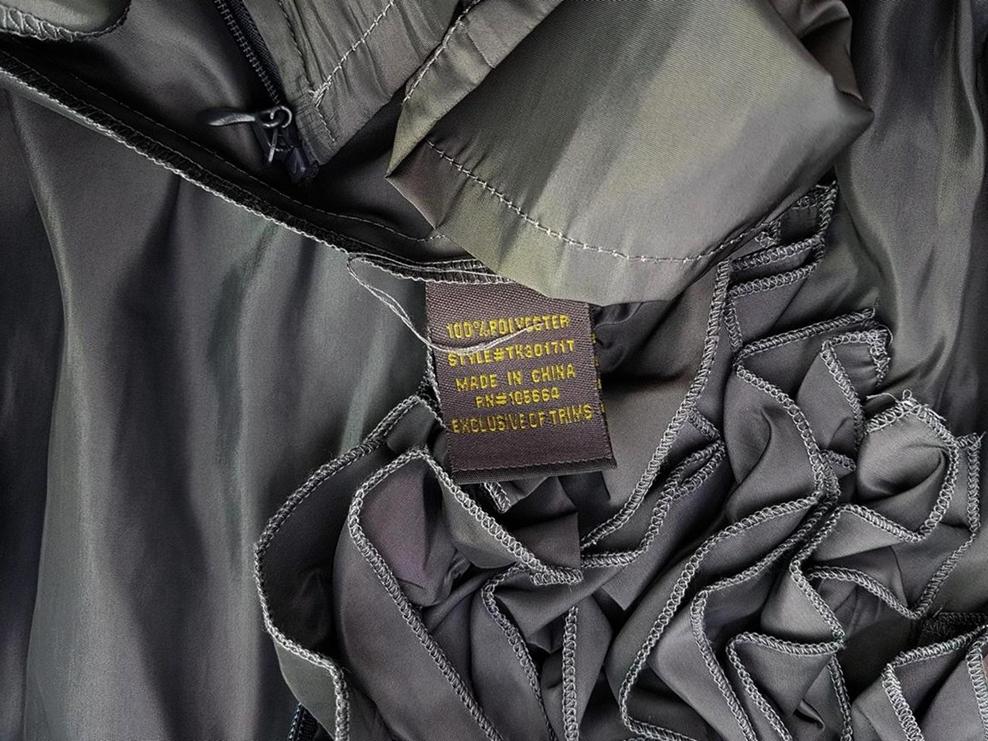 100% POLYESTER
STYLE#TK30171T
MADE IN CHINA
RN#105664
EXCLUSIVE OF TRIMS